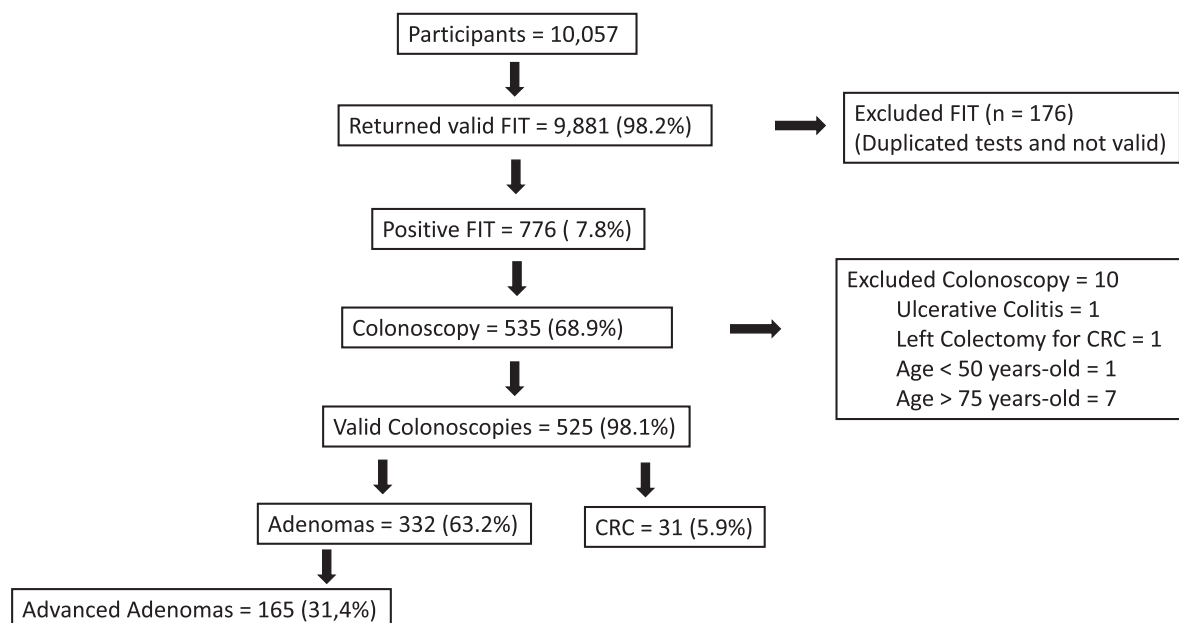 Participants = 10,057
Returned valid FIT = 9,881 (98.2%)
Excluded FIT (n = 176)
(Duplicated tests and not valid)
Positive FIT = 776 ( 7.8%)
Colonoscopy = 535 (68.9%)
Excluded Colonoscopy = 10
Ulcerative Colitis = 1
Left Colectomy for CRC = 1
Age < 50 years-old = 1
Age > 75 years-old = 7
Valid Colonoscopies = 525 (98.1%)
Adenomas = 332 (63.2%)
CRC = 31 (5.9%)
Advanced Adenomas = 165 (31,4%)